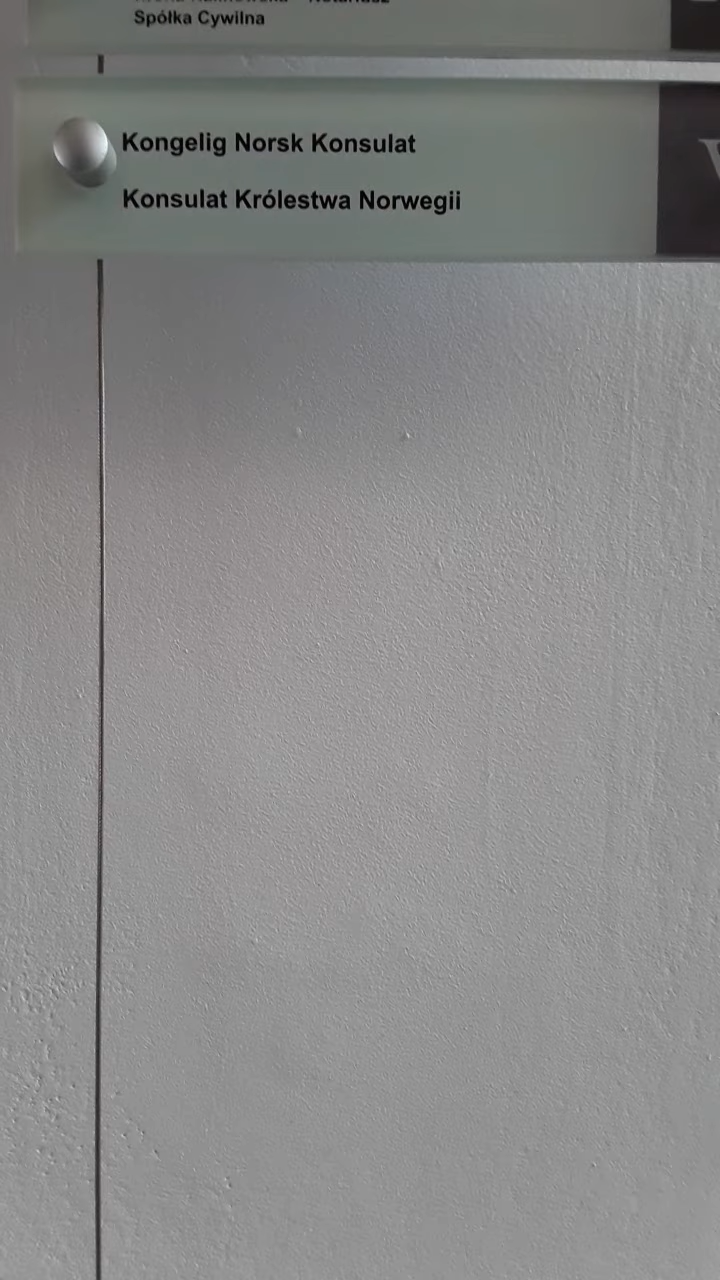 Spółka Cywilna
Kongelig Norsk Konsulat
Konsulat Królestwa Norwegii